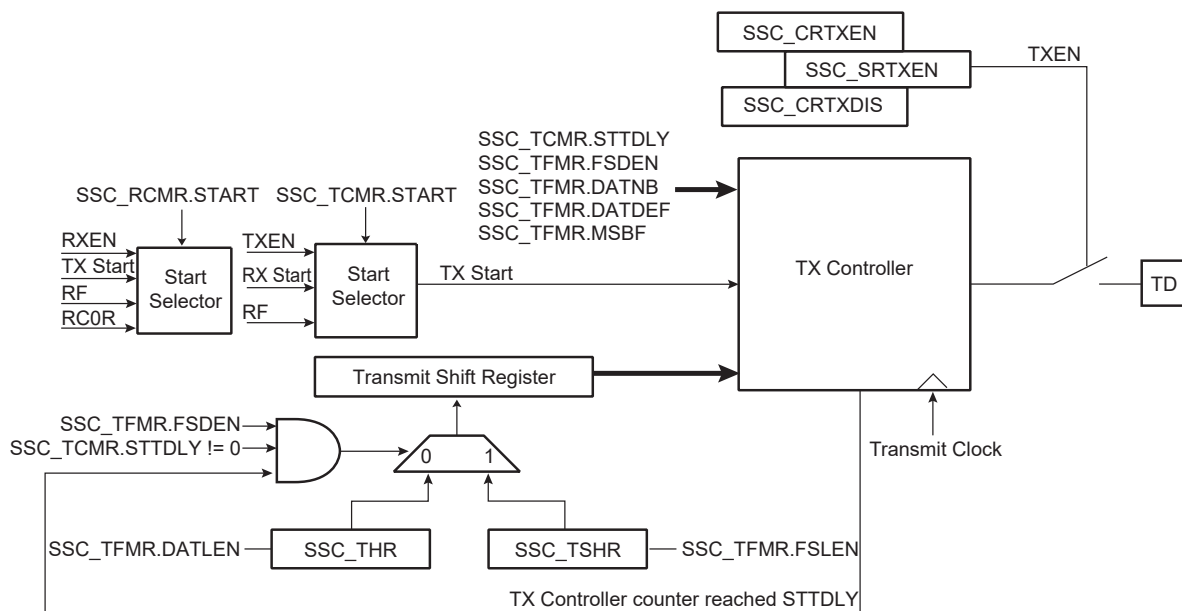 SSC_CRTXEN
SSC_SRTXEN
TXEN
SSC_CRTXDIS
SSC_TCMR.STTDLY
SSC_TFMR.FSDEN
SSC_TFMR.DATNB
SSC_TFMR.DATDEF
SSC_TFMR.MSBF
SSC_RCMR.START
SSC_TCMR.START
RXEN
TX Start
RF
RC0R
Start
Selector
TXEN
RX Start
RF
Start
Selector
TX Start
TX Controller
TD
Transmit Shift Register
SSC_TFMR.FSDEN
SSC_TCMR.STTDLY != 0
0
1
Transmit Clock
SSC_TFMR.DATLEN
SSC_THR
SSC_TSHR
SSC_TFMR.FSLEN
TX Controller counter reached STTDLY